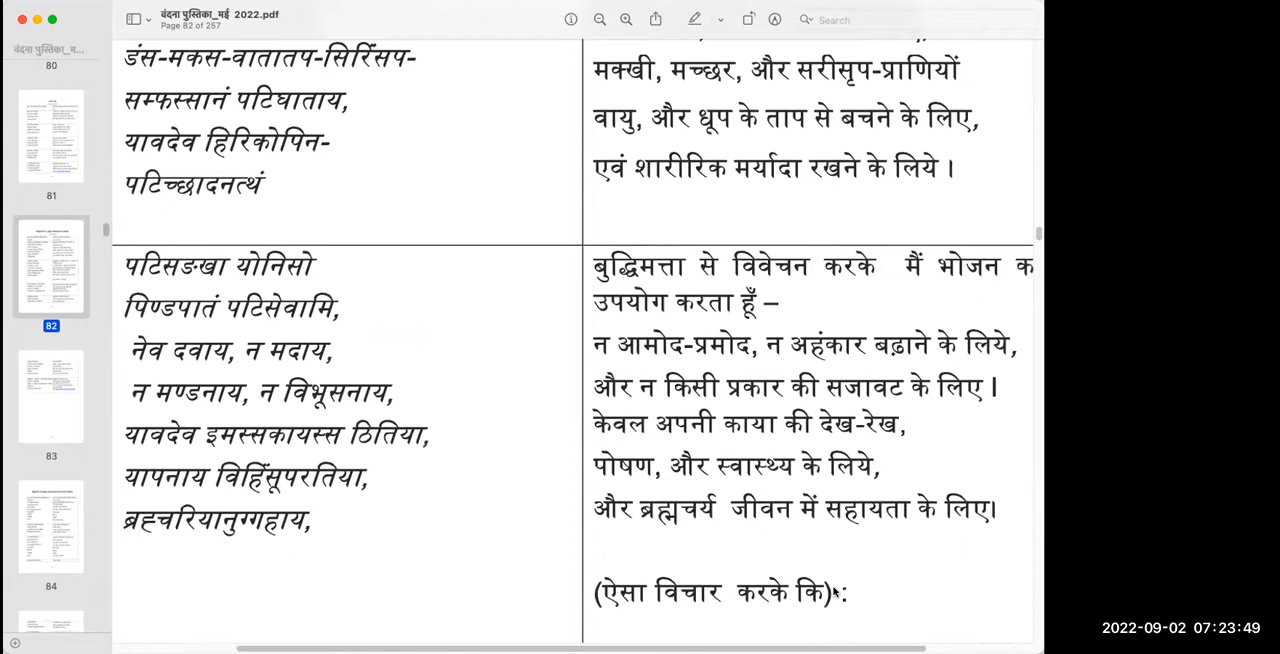 वंदना पुस्तिका_मई 2022.pdf
Page 82 of 257
Search
वंदना पुस्तिका_म...
80
81
82
83
84
डंस-मकस-वातातप-सिरिंसप-
सम्फस्सानं पटिघाताय,
यावदेव हिरिकोपिन-
पटिच्छादनत्थं
मक्खी, मच्छर, और सरीसृप-प्राणियों
वायु, और धूप के ताप से बचने के लिए,
एवं शारीरिक मर्यादा रखने के लिये ।
पटिसङखा योनिसो
पिण्डपातं पटिसेवामि,
नेव दवाय, न मदाय,
न मण्डनाय, न विभूसनाय,
यावदेव इमस्सकायस्स ठितिया,
यापनाय विहिंसूपरतिया,
ब्रह्चरियानुग्गहाय,
बुद्धिमत्ता से विवेचन करके मैं भोजन क
उपयोग करता हूँ –
न आमोद-प्रमोद, न अहंकार बढ़ाने के लिये,
और न किसी प्रकार की सजावट के लिए |
केवल अपनी काया की देख-रेख,
पोषण, और स्वास्थ्य के लिये,
और ब्रह्मचर्य जीवन में सहायता के लिए।
(ऐसा विचार करके कि) :
2022-09-02 07:23:49